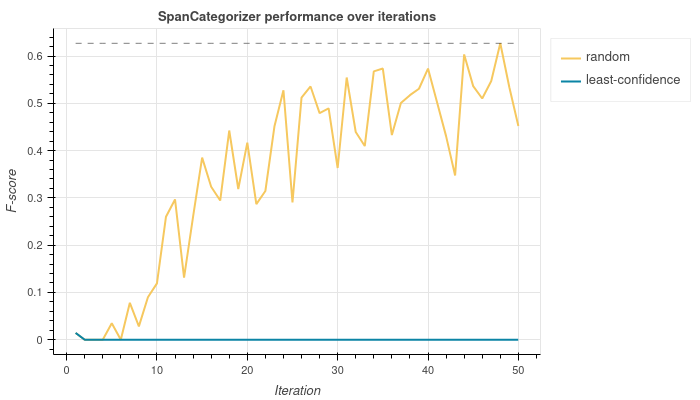 SpanCategorizer performance over iterations
random
least-confidence
F-score
0.6
0.5
0.4
0.3
0.2
0.1
0
0 10 20 30 40 50
Iteration